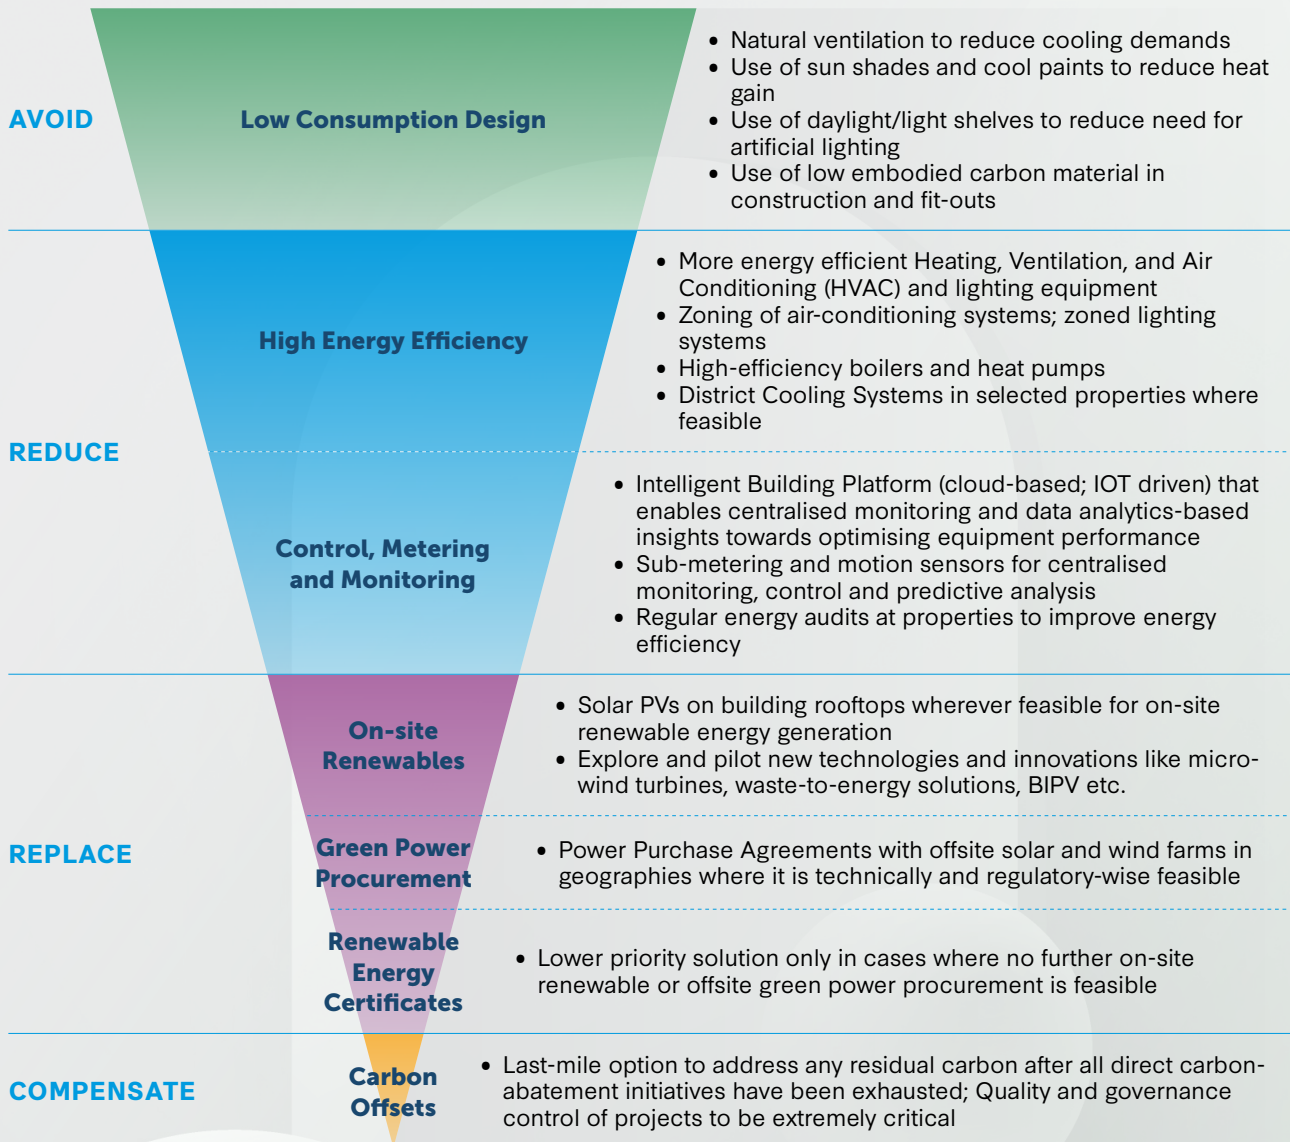 AVOID
Low Consumption Design
• Natural ventilation to reduce cooling demands
• Use of sun shades and cool paints to reduce heat
gain
• Use of daylight/light shelves to reduce need for
artificial lighting
• Use of low embodied carbon material in
construction and fit-outs
REDUCE
High Energy Efficiency
• More energy efficient Heating, Ventilation, and Air
Conditioning (HVAC) and lighting equipment
• Zoning of air-conditioning systems; zoned lighting
systems
• High-efficiency boilers and heat pumps
• District Cooling Systems in selected properties where
feasible
Control, Metering
and Monitoring
• Intelligent Building Platform (cloud-based; IOT driven) that
enables centralised monitoring and data analytics-based
insights towards optimising equipment performance
• Sub-metering and motion sensors for centralised
monitoring, control and predictive analysis
• Regular energy audits at properties to improve energy
efficiency
REPLACE
On-site
Renewables
• Solar PVs on building rooftops wherever feasible for on-site
renewable energy generation
• Explore and pilot new technologies and innovations like micro-
wind turbines, waste-to-energy solutions, BIPV etc.
Green Power
Procurement
• Power Purchase Agreements with offsite solar and wind farms in
geographies where it is technically and regulatory-wise feasible
Renewable
Energy
Certificates
• Lower priority solution only in cases where no further on-site
renewable or offsite green power procurement is feasible
COMPENSATE
Carbon
Offsets
• Last-mile option to address any residual carbon after all direct carbon-
abatement initiatives have been exhausted; Quality and governance
control of projects to be extremely critical